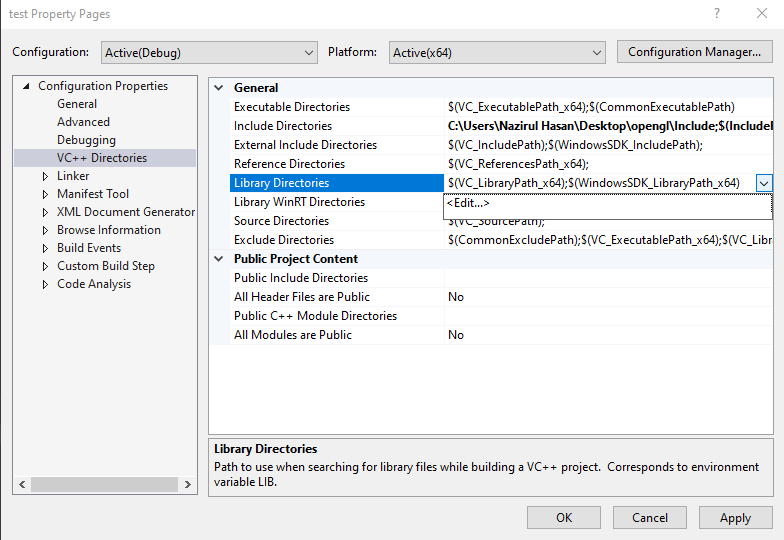 test Property Pages
Configuration: Active(Debug) Platform: Active(x64) Configuration Manager...
Configuration Properties
General
Advanced
Debugging
VC++ Directories
Linker
Manifest Tool
XML Document Generator
Browse Information
Build Events
Custom Build Step
Code Analysis
General
Executable Directories $(VC_ExecutablePath_x64);$(CommonExecutablePath)
Include Directories C:\Users\Nazirul Hasan\Desktop\opengl\Include;$(Includel
External Include Directories $(VC_IncludePath);$(WindowsSDK_IncludePath);
Reference Directories $(VC_ReferencesPath_x64);
Library Directories $(VC_LibraryPath_x64);$(WindowsSDK_LibraryPath_x64)
Library WinRT Directories <Edit...>
Source Directories $(VC_SourcePath);
Exclude Directories $(CommonExcludePath);$(VC_ExecutablePath_x64);$(VC_Lib
Public Project Content
Public Include Directories
All Header Files are Public No
Public C++ Module Directories
All Modules are Public No
Library Directories
Path to use when searching for library files while building a VC++ project. Corresponds to environment
variable LIB.
OK Cancel Apply